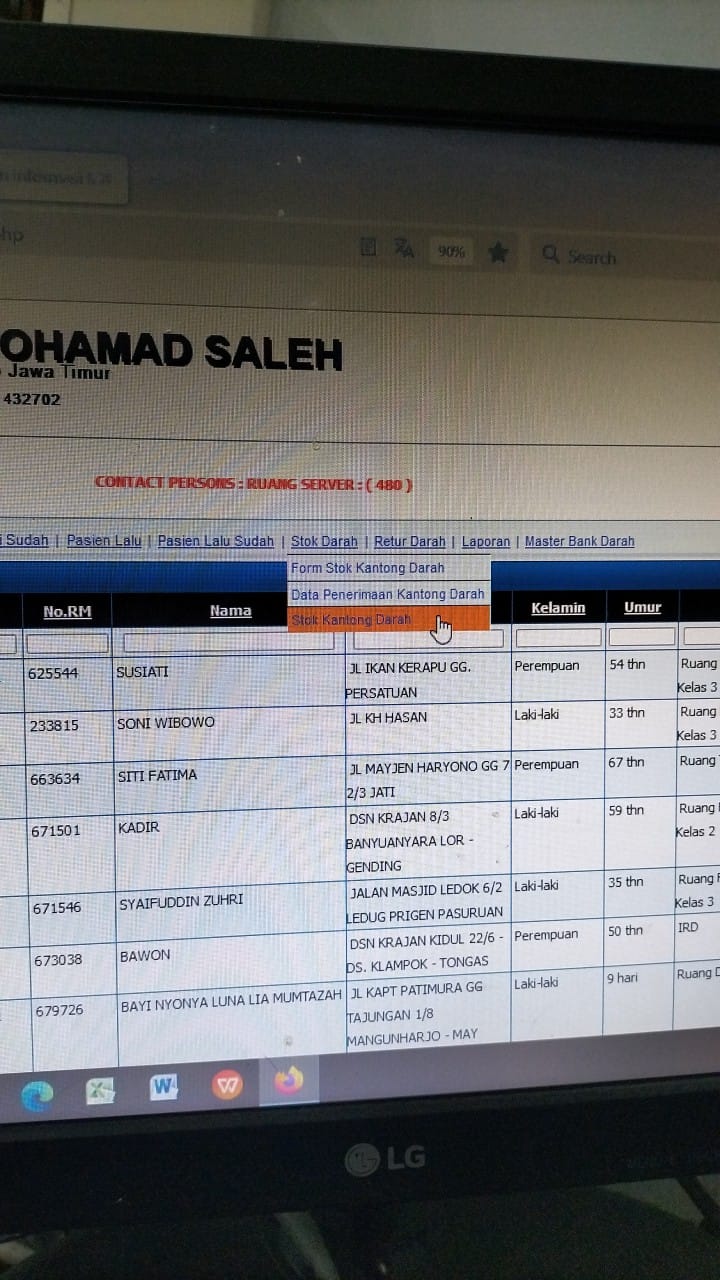 hp
90%
Search
OHAMAD SALEH
Jawa Timur
432702
CONTACT PERSONS : RUANG SERVER : ( 480 )
i Sudah | Pasien Lalu | Pasien Lalu Sudah | Stok Darah | Retur Darah | Laporan | Master Bank Darah
Form Stok Kantong Darah
Data Penerimaan Kantong Darah
Stok Kantong Darah
No.RM Nama Kelamin Umur
625544 SUSIATI JL IKAN KERAPU GG. Perempuan 54 thn Ruang
PERSATUAN Kelas 3
233815 SONI WIBOWO JL KH HASAN Laki-laki 33 thn Ruang
Kelas 3
663634 SITI FATIMA JL MAYJEN HARYONO GG 7 Perempuan 67 thn Ruang
2/3 JATI
671501 KADIR DSN KRAJAN 8/3 Laki-laki 59 thn Ruang
BANYUANYARA LOR - Kelas 2
GENDING
671546 SYAIFUDDIN ZUHRI JALAN MASJID LEDOK 6/2 Laki-laki 35 thn Ruang
LEDUG PRIGEN PASURUAN Kelas 3
673038 BAWON DSN KRAJAN KIDUL 22/6 - Perempuan 50 thn IRD
DS. KLAMPOK - TONGAS
679726 BAYI NYONYA LUNA LIA MUMTAZAH JL KAPT PATIMURA GG Laki-laki 9 hari Ruang D
TAJUNGAN 1/8
MANGUNHARJO - MAY
LG